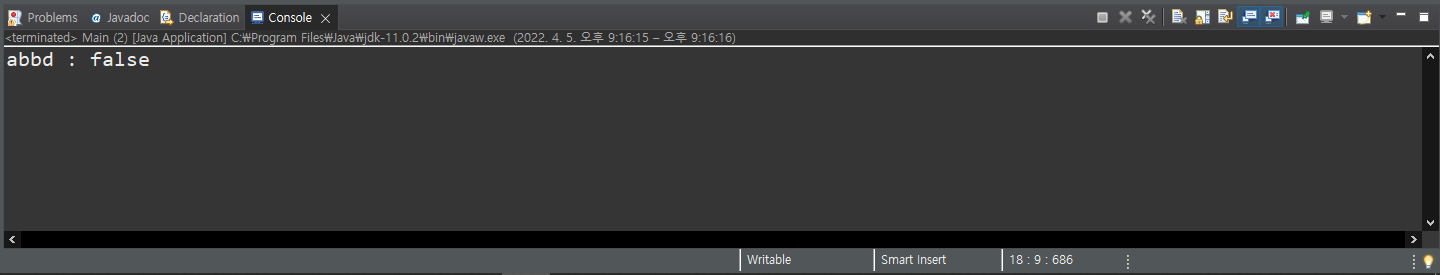 Problems Javadoc Declaration Console
<terminated> Main (2) [Java Application] C:₩Program Files₩Java₩jdk-11.0.2₩bin₩javaw.exe (2022. 4. 5. 오후 9:16:15 – 오후 9:16:16)
abbd : false
Writable Smart Insert 18 : 9 : 686